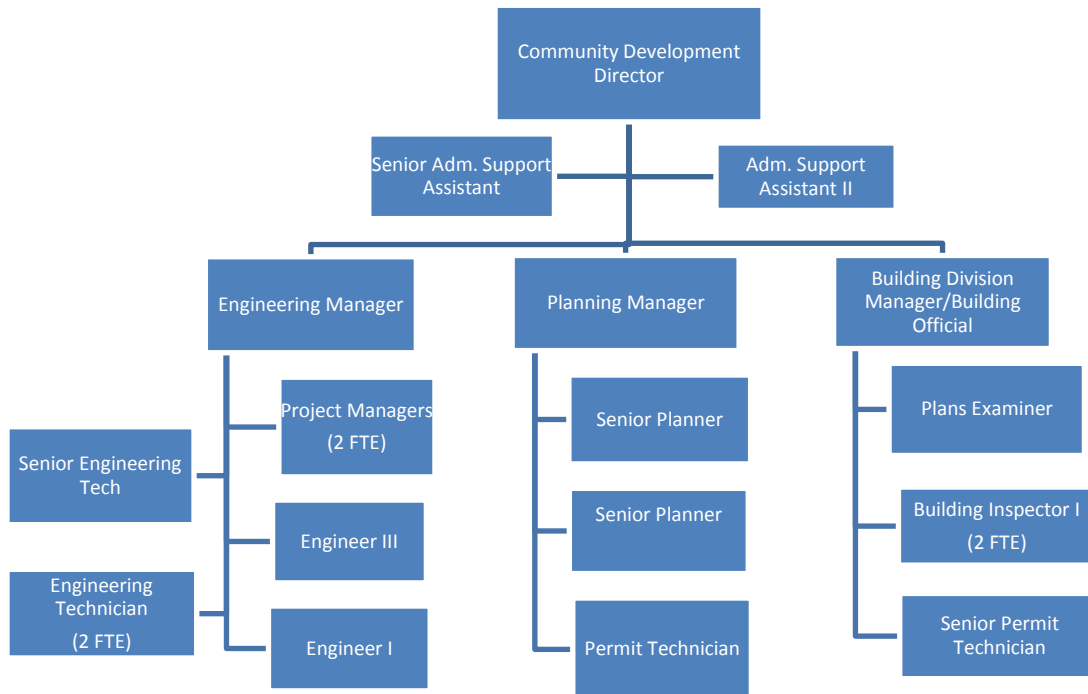 Community Development
Director
Senior Adm. Support
Assistant
Adm. Support
Assistant II
Engineering Manager
Planning Manager
Building Division
Manager/Building
Official
Project Managers
(2 FTE)
Senior Engineering
Tech
Engineer III
Engineering
Technician
(2 FTE)
Engineer I
Senior Planner
Senior Planner
Permit Technician
Plans Examiner
Building Inspector I
(2 FTE)
Senior Permit
Technician